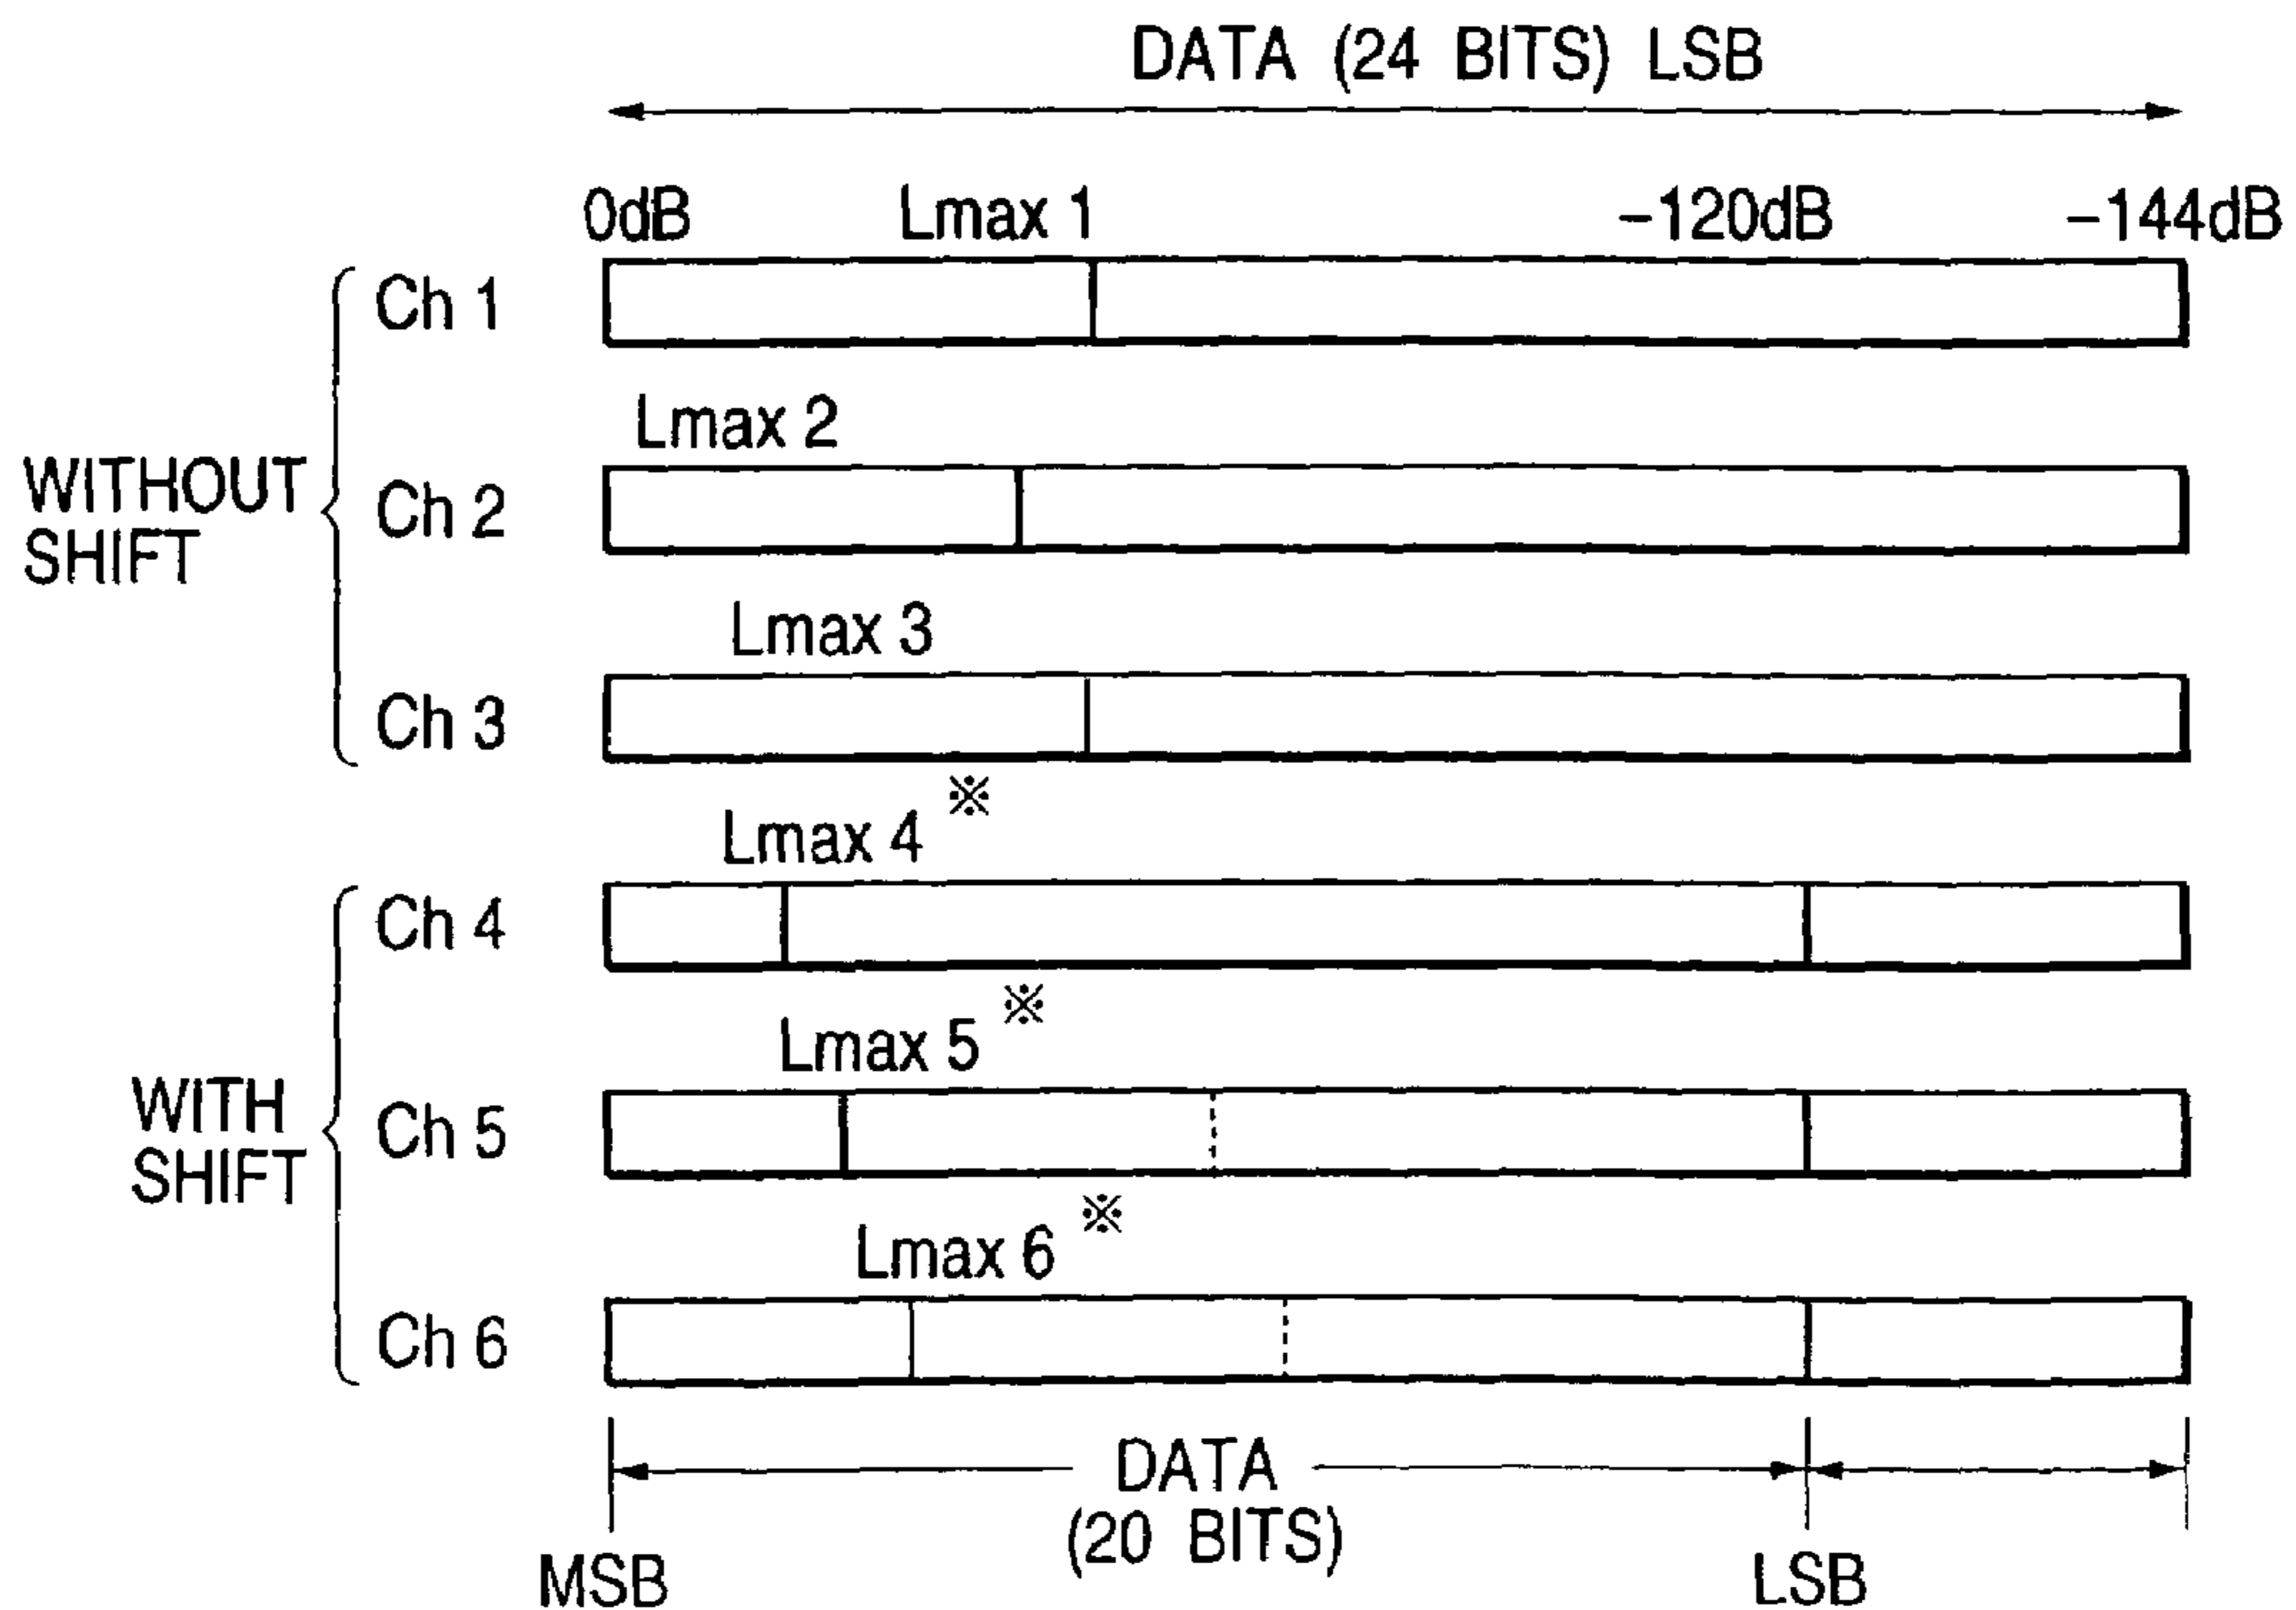 DATA (24 BITS) LSB
0dB Lmax 1 −120dB −144dB
Ch 1
Lmax 2
WITHOUT
SHIFT
Ch 2
Lmax 3
Ch 3
Lmax 4 ※
Ch 4
Lmax 5 ※
WITH
SHIFT
Ch 5
Lmax 6 ※
Ch 6
DATA
(20 BITS)
MSB LSB